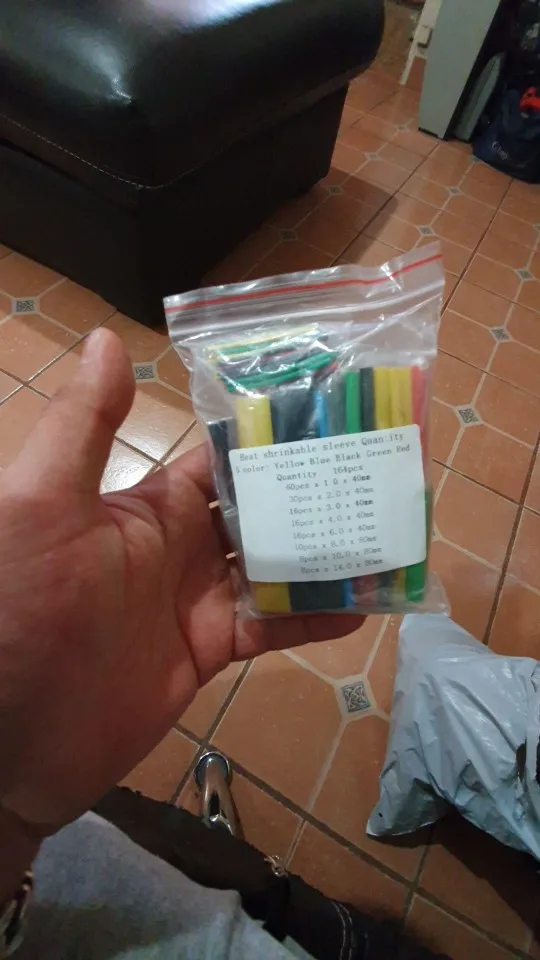 Heat shrinkable sleeve Quantity
5 color: Yellow Blue Black Green Red
Quantity 164pcs
60pcs x 1.0 x 40mm
30pcs x 2.0 x 40mm
16pcs x 3.0 x 40mm
16pcs x 4.0 x 40mm
16pcs x 6.0 x 40mm
10pcs x 8.0 x 80mm
8pcs x 10.0 x 80mm
8pcs x 14.0 x 80mm